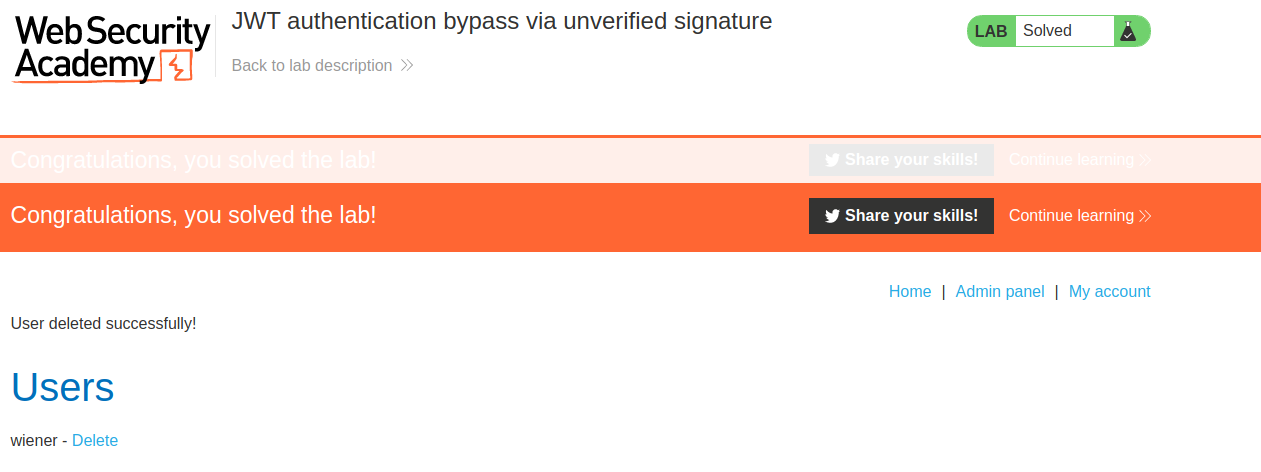 Web Security
Academy
JWT authentication bypass via unverified signature
Back to lab description
LAB Solved
Congratulations, you solved the lab!
Share your skills!
Continue learning
Congratulations, you solved the lab!
Share your skills!
Continue learning
Home | Admin panel | My account
User deleted successfully!
Users
wiener - Delete